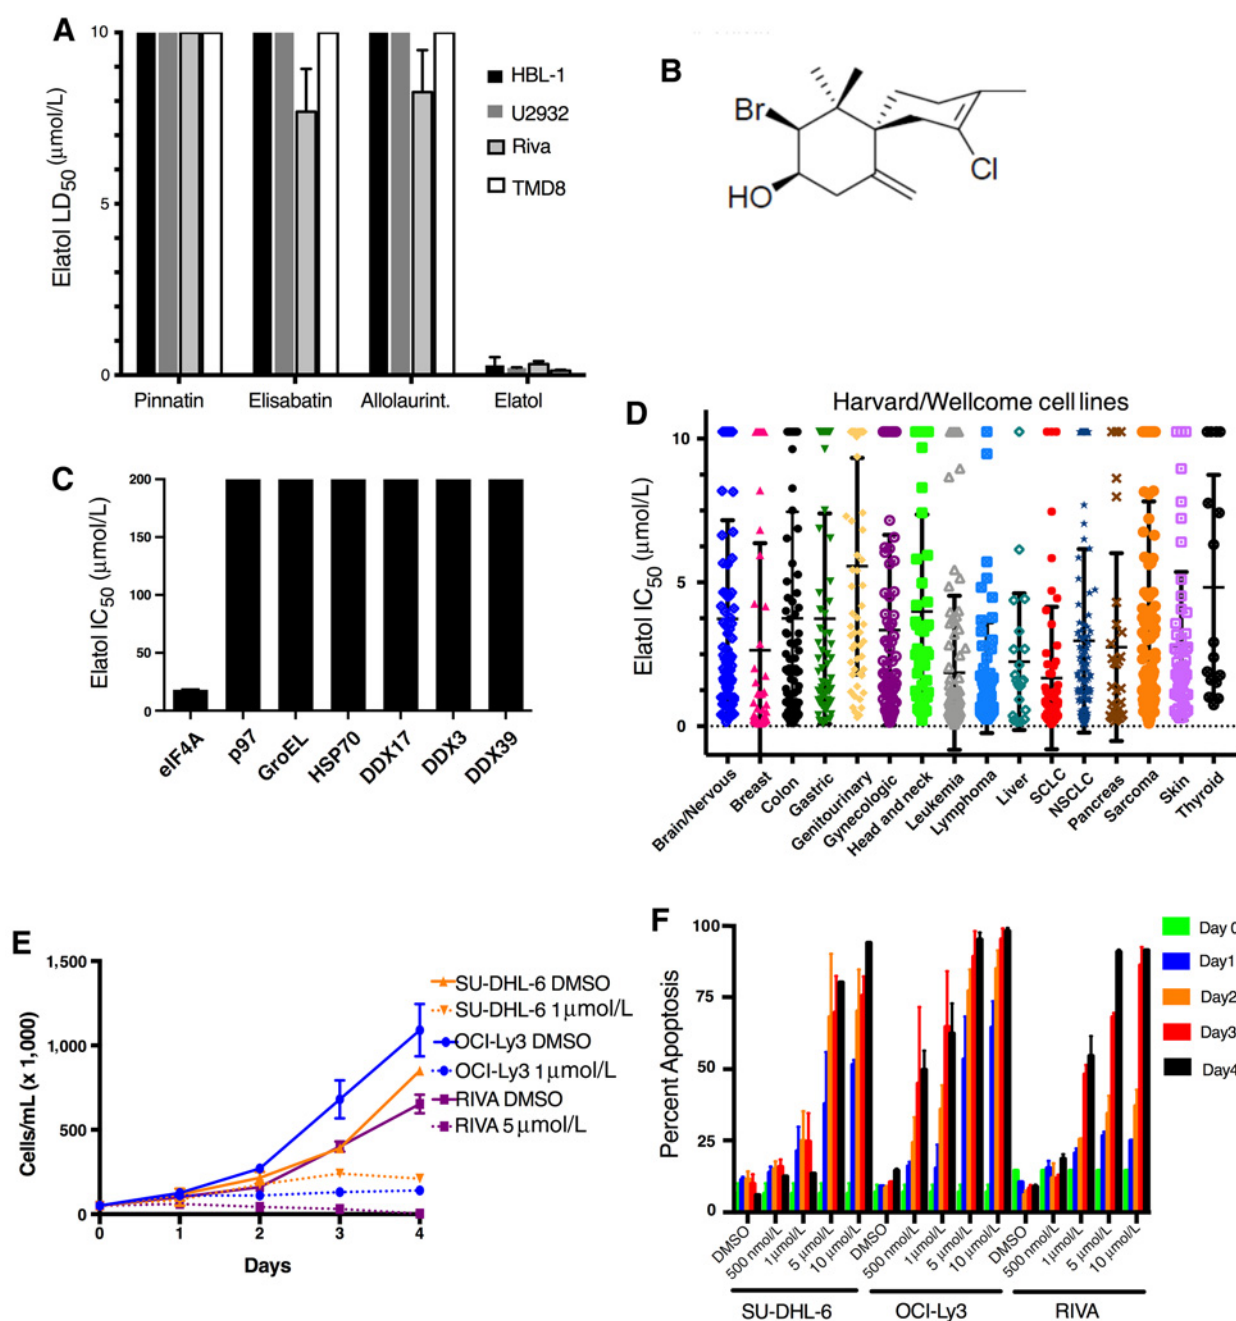 A
Elatol LD50 (μmol/L)
10
5
0
HBL-1
U2932
Riva
TMD8
Pinnatin
Elisabatin
Allolaurint.
Elatol
B
Br
HO
Cl
C
Elatol IC50 (μmol/L)
200
150
100
50
0
eIF4A
p97
GroEL
HSP70
DDX17
DDX3
DDX39
D
Harvard/Wellcome cell lines
Elatol IC50 (μmol/L)
10
5
0
Brain/Nervous
Breast
Colon
Gastric
Genitourinary
Gynecologic
Head and neck
Leukemia
Lymphoma
Liver
SCLC
NSCLC
Pancreas
Sarcoma
Skin
Thyroid
E
Cells/mL (x 1,000)
1,500
1,000
500
0
0 1 2 3 4
Days
SU-DHL-6 DMSO
SU-DHL-6 1μmol/L
OCI-Ly3 DMSO
OCI-Ly3 1μmol/L
RIVA DMSO
RIVA 5 μmol/L
F
Percent Apoptosis
100
75
50
25
0
Day 0
Day1
Day2
Day3
Day4
DMSO
500 nmol/L
1 μmol/L
5 μmol/L
10 μmol/L
DMSO
500 nmol/L
1 μmol/L
5 μmol/L
10 μmol/L
DMSO
500 nmol/L
1 μmol/L
5 μmol/L
10 μmol/L
SU-DHL-6
OCI-Ly3
RIVA